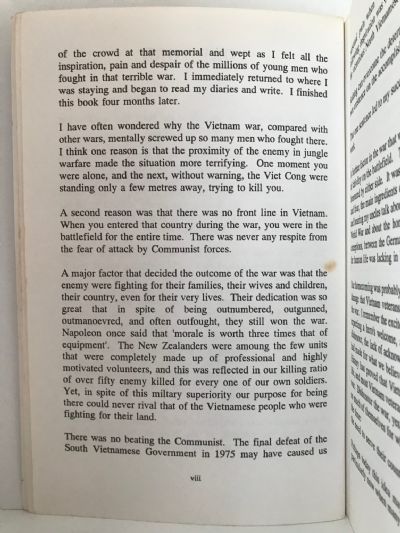 of the crowd at that memorial and wept as I felt all the
inspiration, pain and despair of the millions of young men who
fought in that terrible war. I immediately returned to where I
was staying and began to read my diaries and write. I finished
this book four months later.
I have often wondered why the Vietnam war, compared with
other wars, mentally screwed up so many men who fought there.
I think one reason is that the proximity of the enemy in jungle
warfare made the situation more terrifying. One moment you
were alone, and the next, without warning, the Viet Cong were
standing only a few metres away, trying to kill you.
A second reason was that there was no front line in Vietnam.
When you entered that country during the war, you were in the
battlefield for the entire time. There was never any respite from
the fear of attack by Communist forces.
A major factor that decided the outcome of the war was that the
enemy were fighting for their families, their wives and children,
their country, even for their very lives. Their dedication was so
great that in spite of being outnumbered, outgunned,
outmanoevred, and often outfought, they still won the war.
Napoleon once said that 'morale is worth three times that of
equipment'. The New Zealanders were amoung the few units
that were completely made up of professional and highly
motivated volunteers, and this was reflected in our killing ratio
of over fifty enemy killed for every one of our own soldiers.
Yet, in spite of this miltary superiority our purpose for being
there could never rival that of the Vietnamese people who were
fighting for their land.
There was no beating the Communist. The final defeat of the
South Vietnamese Government in 1975 may have caused us
viii